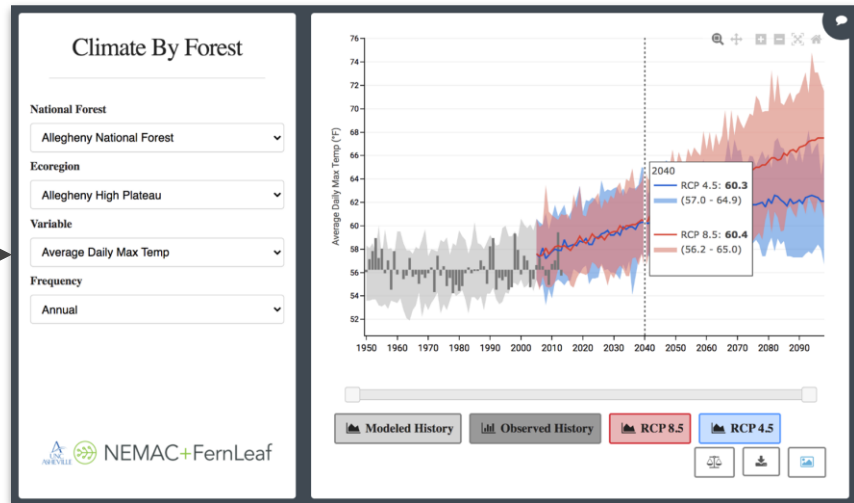 Climate By Forest
National Forest
Allegheny National Forest
Ecoregion
Allegheny High Plateau
Variable
Average Daily Max Temp
Frequency
Annual
UNC
ASHEVILLE
NEMAC+FernLeaf
Average Daily Max Temp (°F)
76
74
72
70
68
66
64
62
60
58
56
54
52
1950 1960 1970 1980 1990 2000 2010 2020 2030 2040 2050 2060 2070 2080 2090
2040
RCP 4.5: 60.3
(57.0 - 64.9)
RCP 8.5: 60.4
(56.2 - 65.0)
Modeled History
Observed History
RCP 8.5
RCP 4.5